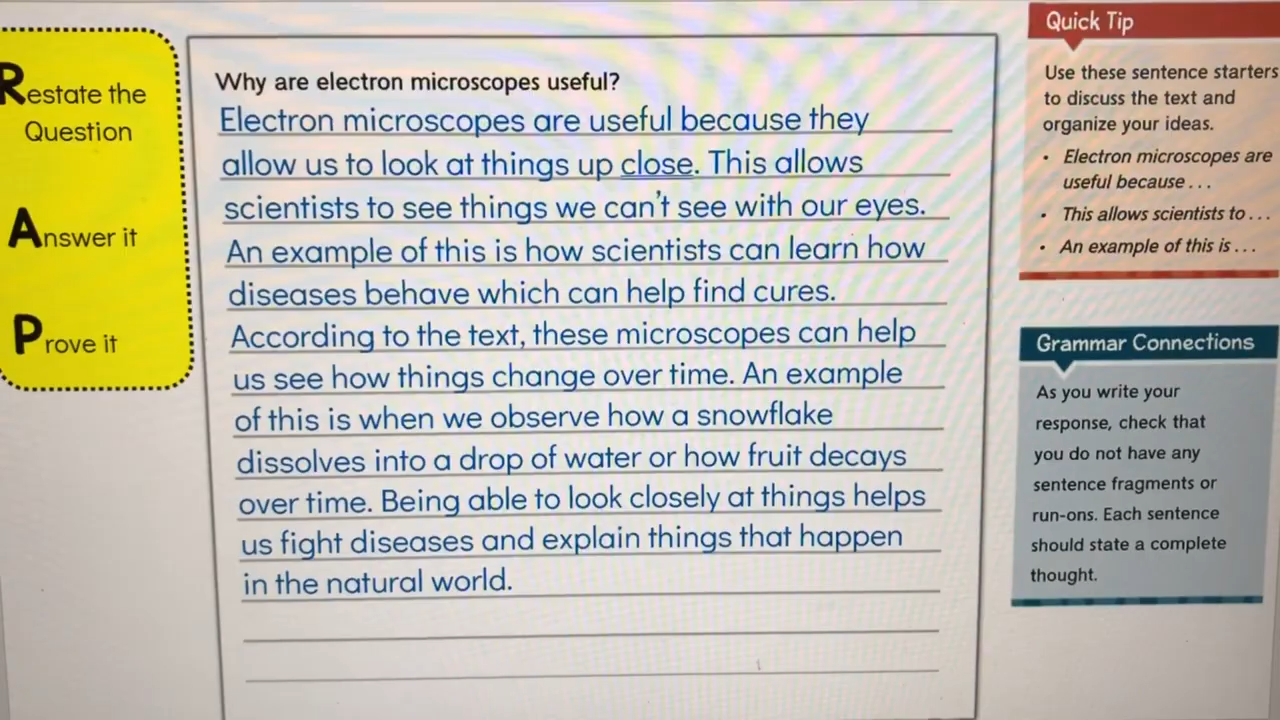 Restate the
Question
Answer it
Prove it
Why are electron microscopes useful?
Electron microscopes are useful because they
allow us to look at things up close. This allows
scientists to see things we can't see with our eyes.
An example of this is how scientists can learn how
diseases behave which can help find cures.
According to the text, these microscopes can help
us see how things change over time. An example
of this is when we observe how a snowflake
dissolves into a drop of water or how fruit decays
over time. Being able to look closely at things helps
us fight diseases and explain things that happen
in the natural world.
Quick Tip
Use these sentence starters
to discuss the text and
organize your ideas.
• Electron microscopes are
useful because . . .
• This allows scientists to . . .
• An example of this is . . .
Grammar Connections
As you write your
response, check that
you do not have any
sentence fragments or
run-ons. Each sentence
should state a complete
thought.